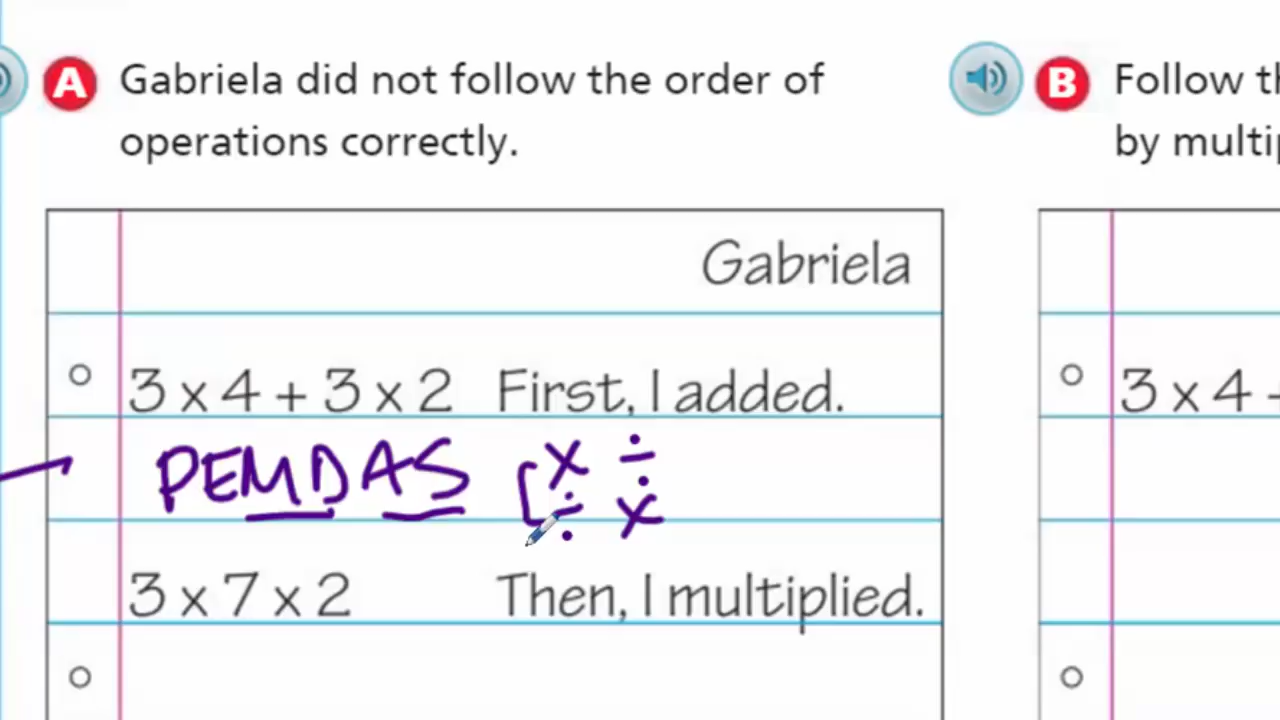 A Gabriela did not follow the order of
operations correctly.
Gabriela
3 x 4 + 3 x 2 First, I added.
PEMDAS [ x ÷
÷ x
3 x 7 x 2 Then, I multiplied.
B Follow th
by multip
3 x 4 +